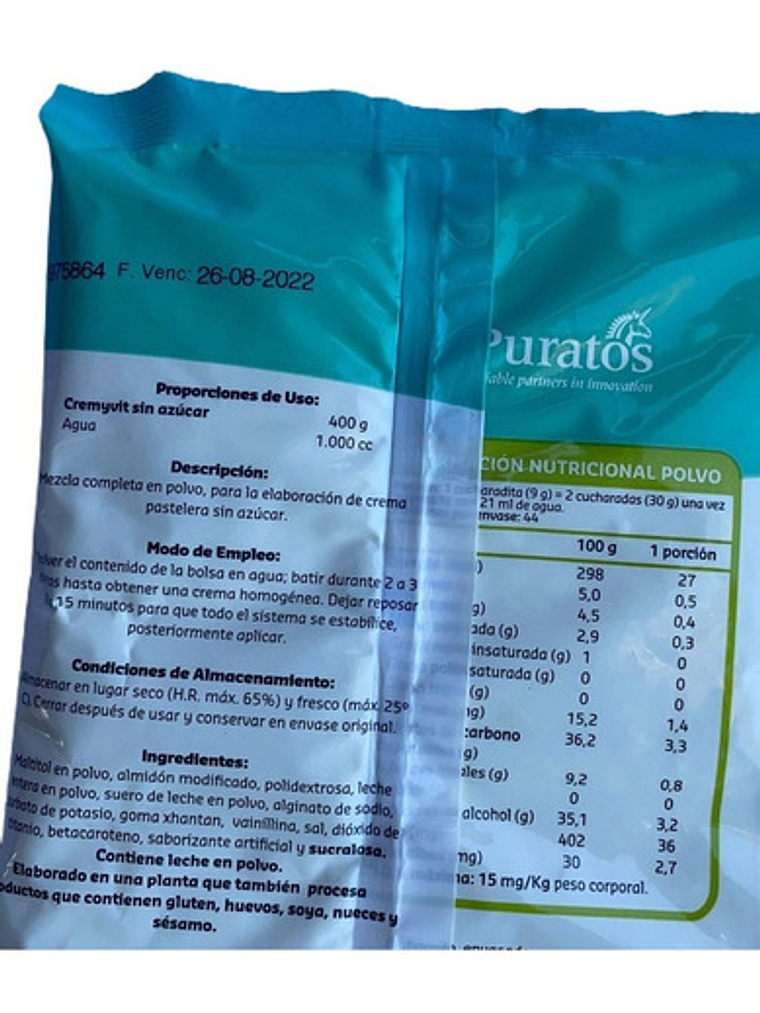 75864 F. Venc: 26-08-2022
Proporciones de Uso:
Cremyvit sin azúcar 400 g
Agua 1.000 cc
Descripción:
Mezcla completa en polvo, para la elaboración de crema
pastelera sin azúcar.
Modo de Empleo:
el contenido de la bolsa en agua; batir durante 2 a 3
hasta obtener una crema homogénea. Dejar reposar
15 minutos para que todo el sistema se estabilice,
posteriormente aplicar.
Condiciones de Almacenamiento:
Almacenar en lugar seco (H.R. máx. 65%) y fresco (máx. 25°
C). Cerrar después de usar y conservar en envase original.
Ingredientes:
Maltitol en polvo, almidón modificado, polidextrosa, leche
entera en polvo, suero de leche en polvo, alginato de sodio,
de potasio, goma xhantan, vainillina, sal, dióxido de
betacaroteno, saborizante artificial y sucralosa.
Contiene leche en polvo.
Elaborado en una planta que también procesa
oductos que contienen gluten, huevos, soya, nueces y
sésamo.
Puratos
able partners in innovation
CIÓN NUTRICIONAL POLVO
aradita (9 g) = 2 cucharadas (30 g) una vez
21 ml de agua.
envase: 44
100 g 1 porción
) 298 27
5,0 0,5
g) 4,5 0,4
ada (g) 2,9 0,3
insaturada (g) 1 0
saturada (g) 0 0
(g) 0 0
g) 15,2 1,4
carbono 36,2 3,3
g)
ales (g) 9,2 0,8
0 0
alcohol (g) 35,1 3,2
402 36
mg) 30 2,7
a: 15 mg/Kg peso corporal.